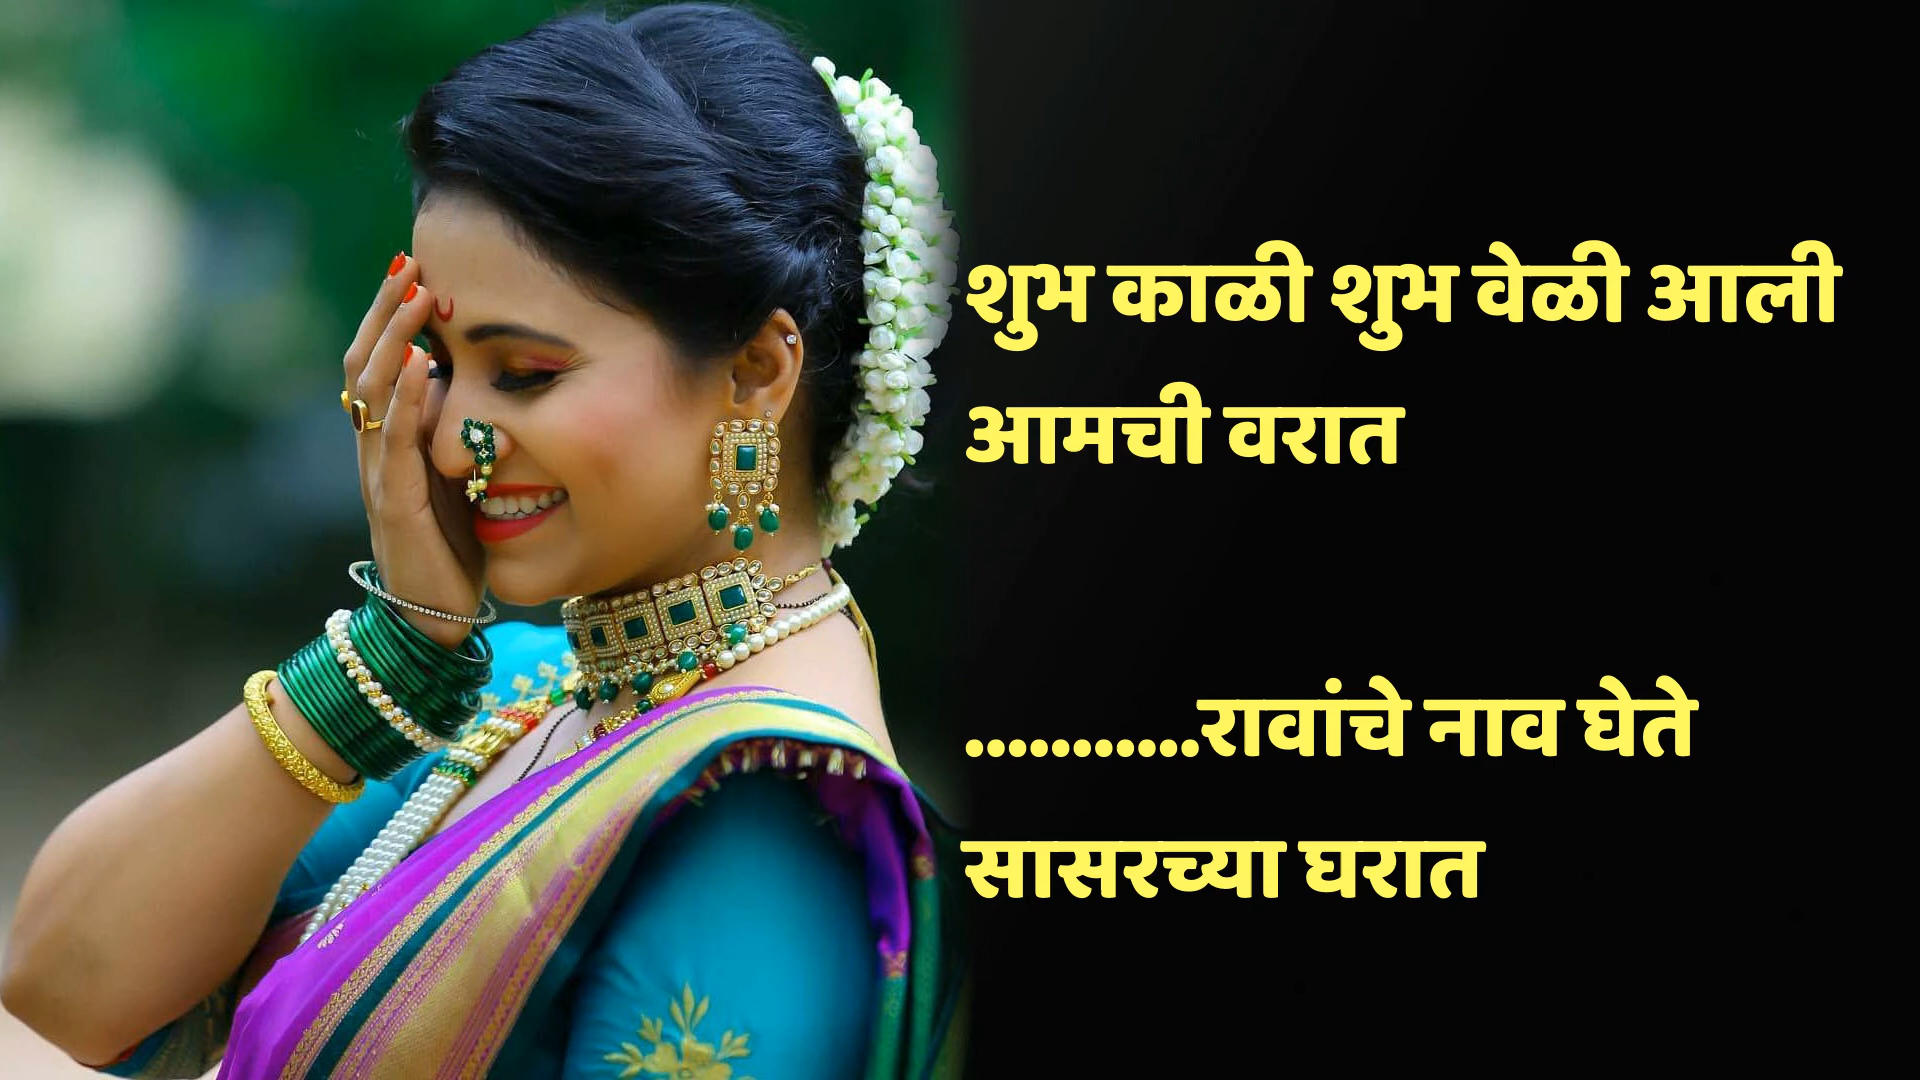 शुभ काळी शुभ वेळी आली
आमची वरात
...........रावांचे नाव घेते
सासरच्या घरात